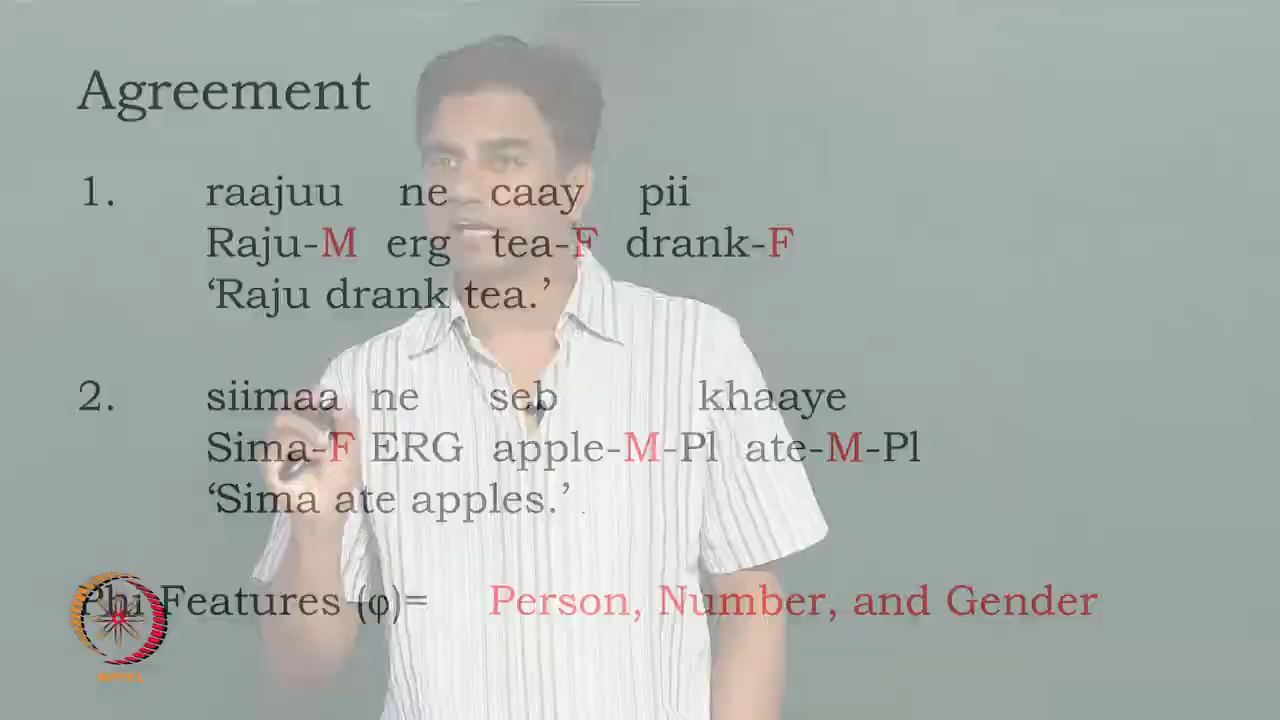 Agreement
1. raajuu ne caay pii
Raju-M erg tea-F drank-F
‘Raju drank tea.’
2. siimaa ne seb khaaye
Sima-F ERG apple-M-Pl ate-M-Pl
‘Sima ate apples.’
Phi Features (φ)= Person, Number, and Gender
NPTEL